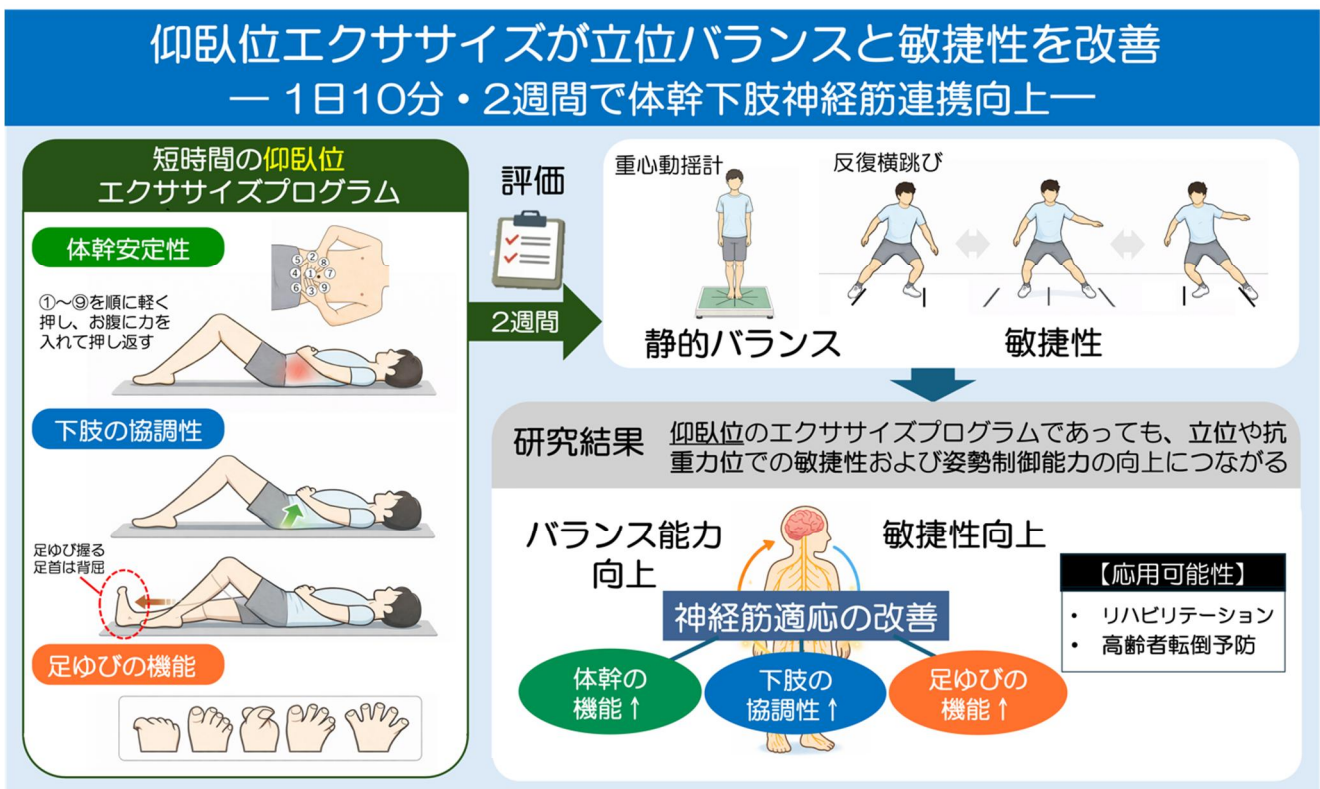 仰臥位エクササイズが立位バランスと敏捷性を改善
― 1日10分・2週間で体幹下肢神経筋連携向上―
短時間の仰臥位
エクササイズプログラム
体幹安定性
①～⑨を順に軽く
押し、お腹に力を
入れて押し返す
⑤②⑧
④①⑦
⑥③⑨
下肢の協調性
足ゆび握る
足首は背屈
足ゆびの機能
評価
2週間
重心動揺計
反復横跳び
静的バランス
敏捷性
研究結果
仰臥位のエクササイズプログラムであっても、立位や抗
重力位での敏捷性および姿勢制御能力の向上につながる
バランス能力
向上
敏捷性向上
神経筋適応の改善
体幹の
機能↑
下肢の
協調性↑
足ゆびの
機能↑
【応用可能性】
• リハビリテーション
• 高齢者転倒予防